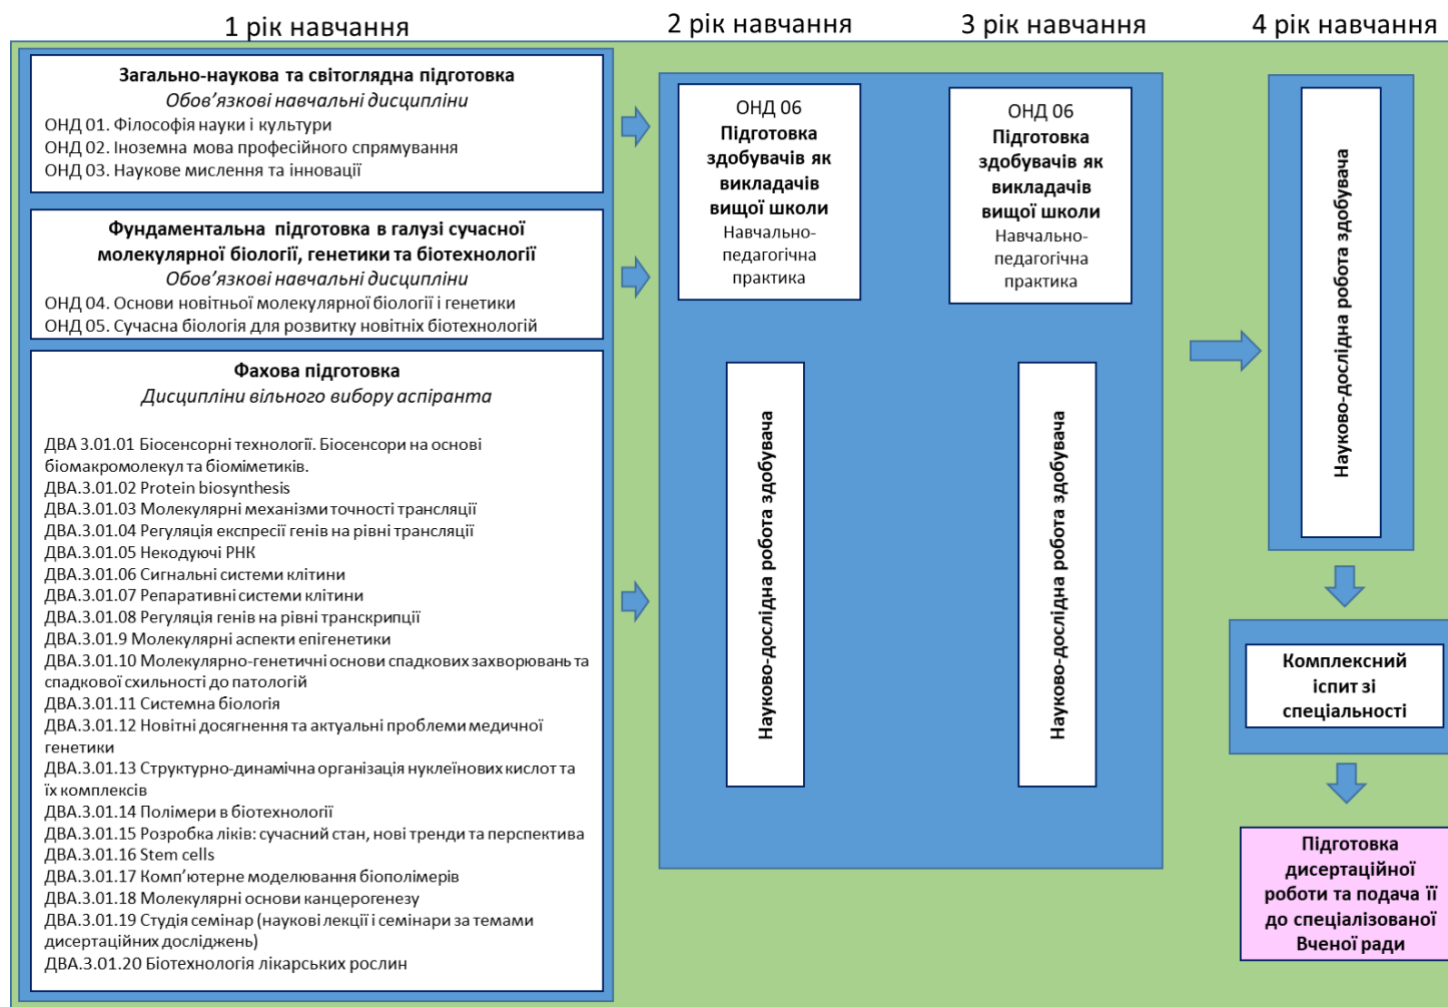 1 рік навчання
2 рік навчання
3 рік навчання
4 рік навчання
Загально-наукова та світоглядна підготовка
Обов’язкові навчальні дисципліни
ОНД 01. Філософія науки і культури
ОНД 02. Іноземна мова професійного спрямування
ОНД 03. Наукове мислення та інновації
Фундаментальна підготовка в галузі сучасної
молекулярної біології, генетики та біотехнології
Обов’язкові навчальні дисципліни
ОНД 04. Основи новітньої молекулярної біології і генетики
ОНД 05. Сучасна біологія для розвитку новітніх біотехнологій
Фахова підготовка
Дисципліни вільного вибору аспіранта
ДВА 3.01.01 Біосенсорні технології. Біосенсори на основі
біомакромолекул та біоміметиків.
ДВА.3.01.02 Protein biosynthesis
ДВА.3.01.03 Молекулярні механізми точності трансляції
ДВА.3.01.04 Регуляція експресії генів на рівні трансляції
ДВА.3.01.05 Некодуючі РНК
ДВА.3.01.06 Сигнальні системи клітини
ДВА.3.01.07 Репаративні системи клітини
ДВА.3.01.08 Регуляція генів на рівні транскрипції
ДВА.3.01.9 Молекулярні аспекти епігенетики
ДВА.3.01.10 Молекулярно-генетичні основи спадкових захворювань та
спадкової схильності до патологій
ДВА.3.01.11 Системна біологія
ДВА.3.01.12 Новітні досягнення та актуальні проблеми медичної
генетики
ДВА.3.01.13 Структурно-динамічна організація нуклеїнових кислот та
їх комплексів
ДВА.3.01.14 Полімери в біотехнології
ДВА.3.01.15 Розробка ліків: сучасний стан, нові тренди та перспектива
ДВА.3.01.16 Stem cells
ДВА.3.01.17 Комп’ютерне моделювання біополімерів
ДВА.3.01.18 Молекулярні основи канцерогенезу
ДВА.3.01.19 Студія семінар (наукові лекції і семінари за темами
дисертаційних досліджень)
ДВА.3.01.20 Біотехнологія лікарських рослин
ОНД 06
Підготовка
здобувачів як
викладачів
вищої школи
Навчально-
педагогічна
практика
Науково-дослідна робота здобувача
ОНД 06
Підготовка
здобувачів як
викладачів
вищої школи
Навчально-
педагогічна
практика
Науково-дослідна робота здобувача
Науково-дослідна робота здобувача
Комплексний
іспит зі
спеціальності
Підготовка
дисертаційної
роботи та подача її
до спеціалізованої
Вченої ради